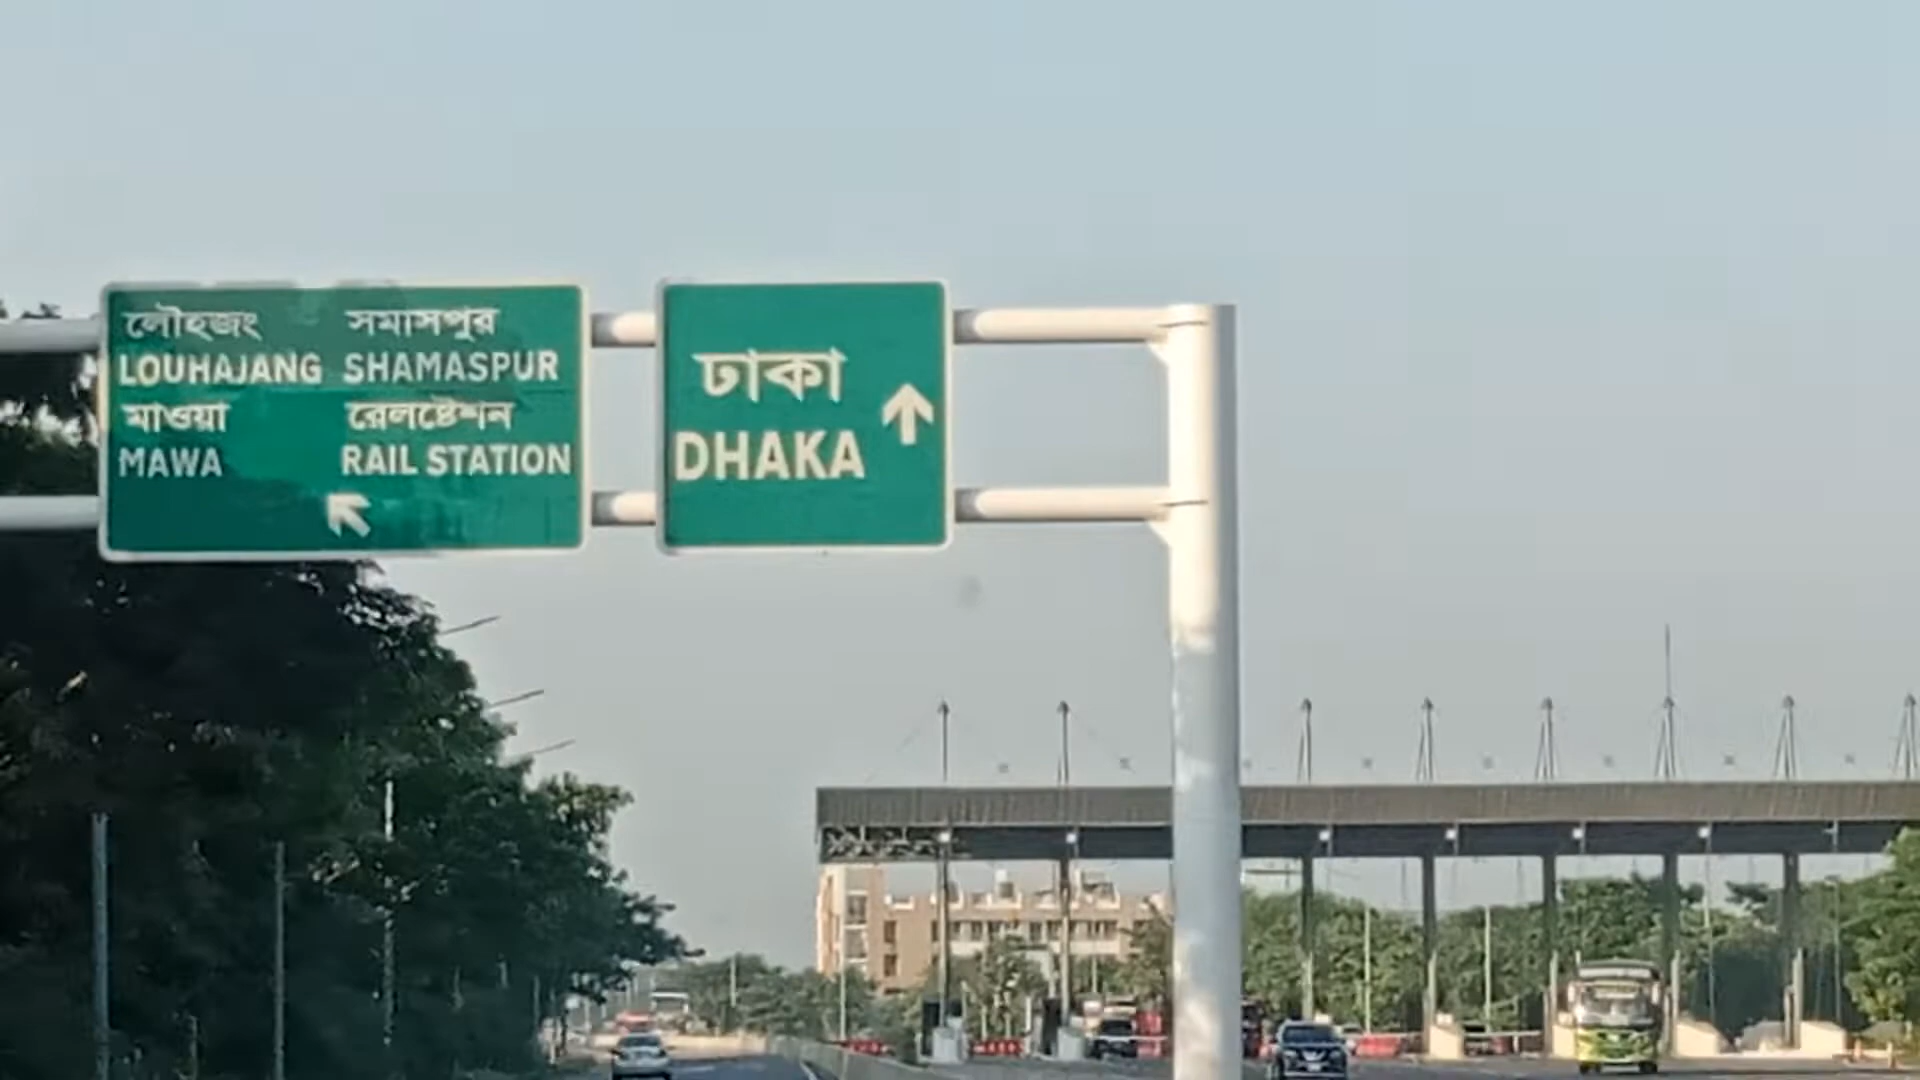 লৌহজং সমাসপুর
LOUHAJANG SHAMASPUR
মাওয়া রেলষ্টেশন
MAWA RAIL STATION
ঢাকা
DHAKA